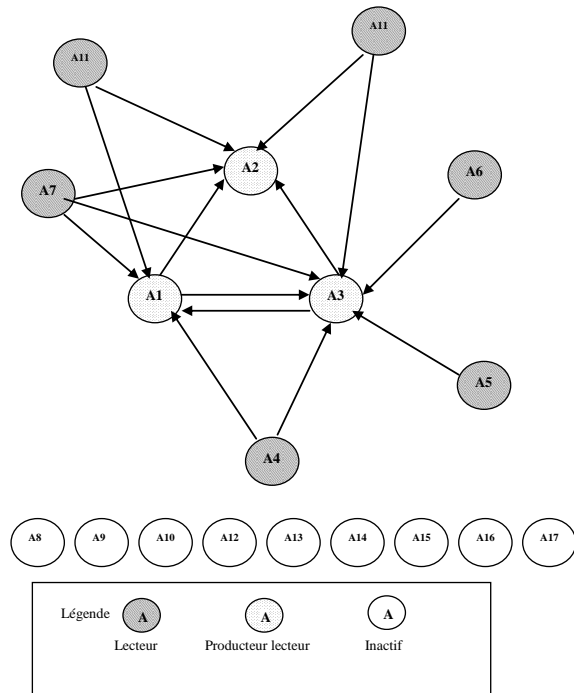 A11
A11
A2
A6
A7
A1
A3
A5
A4
A8 A9 A10 A12 A13 A14 A15 A16 A17
Légende A A A
Lecteur Producteur lecteur Inactif